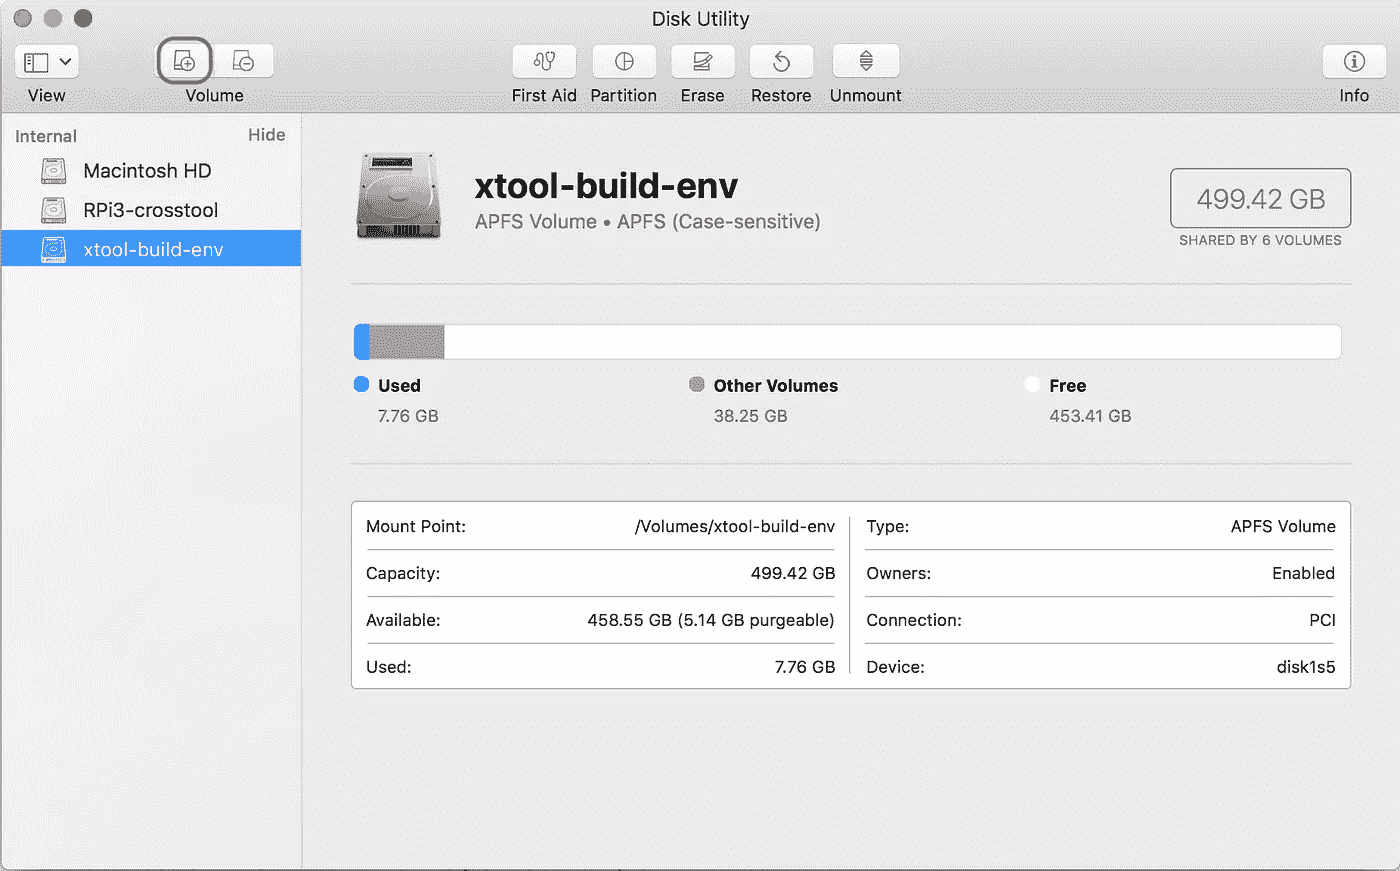 Disk Utility
View
Volume
First Aid
Partition
Erase
Restore
Unmount
Info
Internal
Hide
Macintosh HD
RPi3-crosstool
xtool-build-env
xtool-build-env
APFS Volume • APFS (Case-sensitive)
499.42 GB
SHARED BY 6 VOLUMES
Used
7.76 GB
Other Volumes
38.25 GB
Free
453.41 GB
Mount Point: /Volumes/xtool-build-env
Capacity: 499.42 GB
Available: 458.55 GB (5.14 GB purgeable)
Used: 7.76 GB
Type: APFS Volume
Owners: Enabled
Connection: PCI
Device: disk1s5